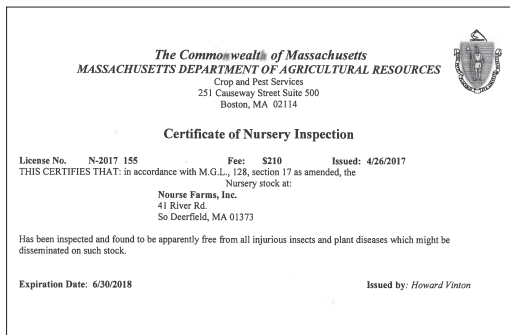 The Commonwealth of Massachusetts
MASSACHUSETTS DEPARTMENT OF AGRICULTURAL RESOURCES
Crop and Pest Services
251 Causeway Street Suite 500
Boston, MA 02114
Certificate of Nursery Inspection
License No. N-2017 155 Fee: $210 Issued: 4/26/2017
THIS CERTIFIES THAT: in accordance with M.G.L., 128, section 17 as amended, the
Nursery stock at:
Nourse Farms, Inc.
41 River Rd.
So Deerfield, MA 01373
Has been inspected and found to be apparently free from all injurious insects and plant diseases which might be
disseminated on such stock.
Expiration Date: 6/30/2018 Issued by: Howard Vinton